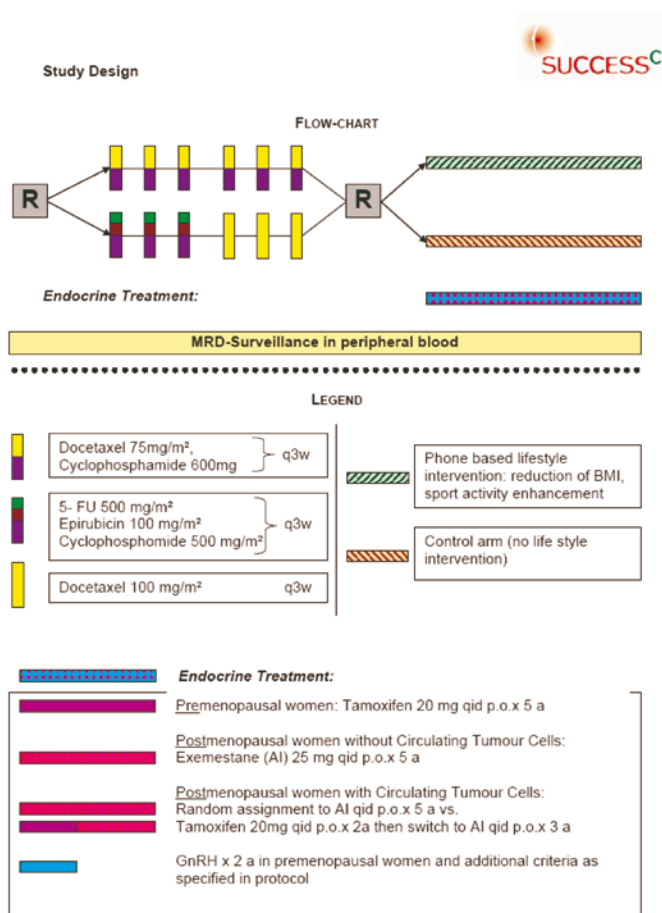 SUCCESS C
Study Design
FLOW-CHART
R
R
Endocrine Treatment:
MRD-Surveillance in peripheral blood
LEGEND
Docetaxel 75mg/m²,
Cyclophosphamide 600mg
q3w
5- FU 500 mg/m²
Epirubicin 100 mg/m²
Cyclophosphomide 500 mg/m²
q3w
Docetaxel 100 mg/m² q3w
Phone based lifestyle
intervention: reduction of BMI,
sport activity enhancement
Control arm (no life style
intervention)
Endocrine Treatment:
Premenopausal women: Tamoxifen 20 mg qid p.o.x 5 a
Postmenopausal women without Circulating Tumour Cells:
Exemestane (AI) 25 mg qid p.o.x 5 a
Postmenopausal women with Circulating Tumour Cells:
Random assignment to AI qid p.o.x 5 a vs.
Tamoxifen 20mg qid p.o.x 2a then switch to AI qid p.o.x 3 a
GnRH x 2 a in premenopausal women and additional criteria as
specified in protocol